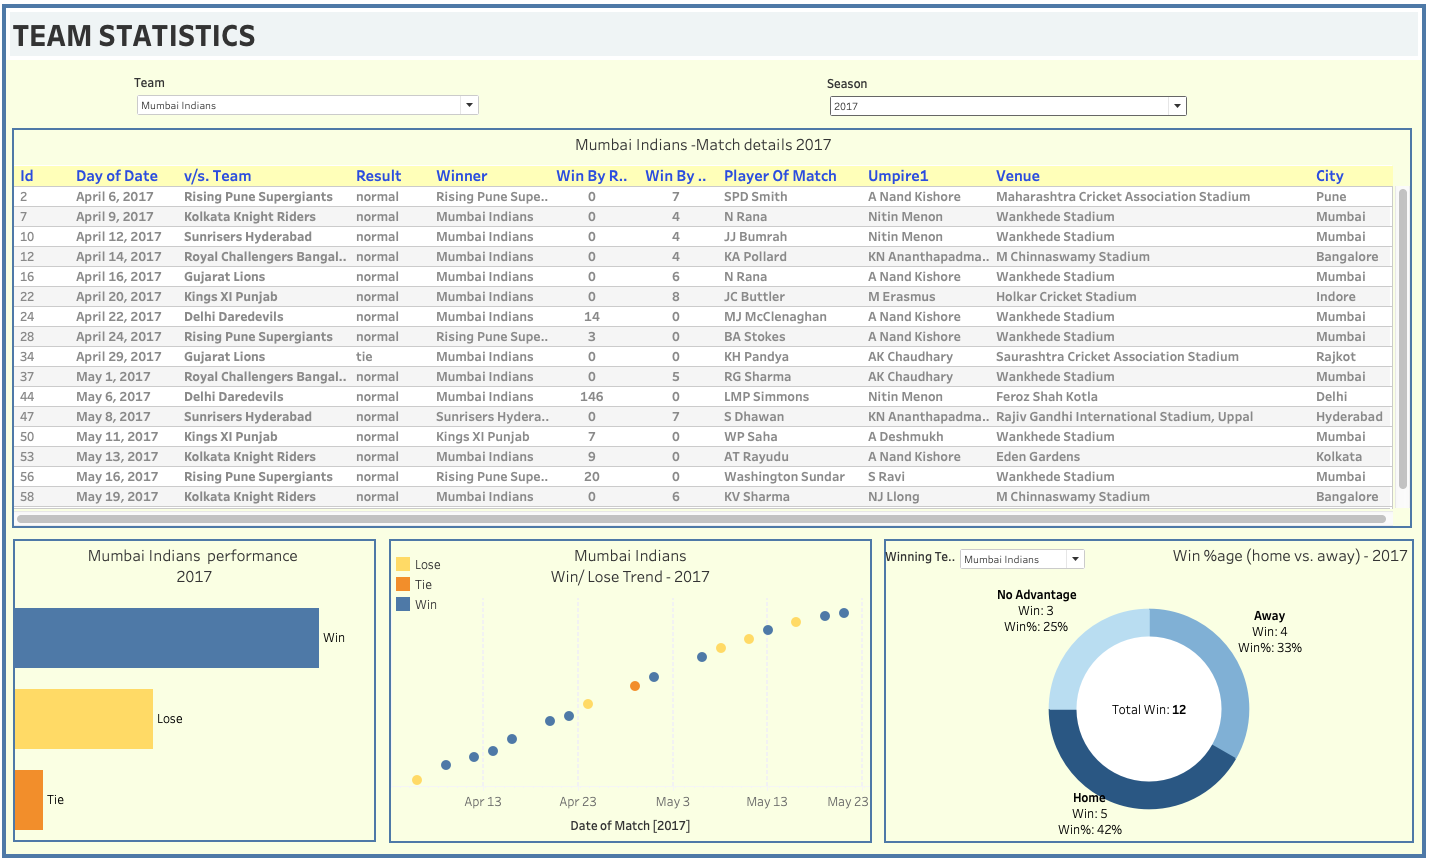 TEAM STATISTICS
Team
Season
Mumbai Indians
2017
Mumbai Indians -Match details 2017
Id Day of Date v/s. Team Result Winner Win By R.. Win By .. Player Of Match Umpire1 Venue City
2 April 6, 2017 Rising Pune Supergiants normal Rising Pune Supe.. 0 7 SPD Smith A Nand Kishore Maharashtra Cricket Association Stadium Pune
7 April 9, 2017 Kolkata Knight Riders normal Mumbai Indians 0 4 N Rana Nitin Menon Wankhede Stadium Mumbai
10 April 12, 2017 Sunrisers Hyderabad normal Mumbai Indians 0 4 JJ Bumrah Nitin Menon Wankhede Stadium Mumbai
12 April 14, 2017 Royal Challengers Bangal.. normal Mumbai Indians 0 4 KA Pollard KN Ananthapadma.. M Chinnaswamy Stadium Bangalore
16 April 16, 2017 Gujarat Lions normal Mumbai Indians 0 6 N Rana A Nand Kishore Wankhede Stadium Mumbai
22 April 20, 2017 Kings XI Punjab normal Mumbai Indians 0 8 JC Buttler M Erasmus Holkar Cricket Stadium Indore
24 April 22, 2017 Delhi Daredevils normal Mumbai Indians 14 0 MJ McClenaghan A Nand Kishore Wankhede Stadium Mumbai
28 April 24, 2017 Rising Pune Supergiants normal Rising Pune Supe.. 3 0 BA Stokes A Nand Kishore Wankhede Stadium Mumbai
34 April 29, 2017 Gujarat Lions tie Mumbai Indians 0 0 KH Pandya AK Chaudhary Saurashtra Cricket Association Stadium Rajkot
37 May 1, 2017 Royal Challengers Bangal.. normal Mumbai Indians 0 5 RG Sharma AK Chaudhary Wankhede Stadium Mumbai
44 May 6, 2017 Delhi Daredevils normal Mumbai Indians 146 0 LMP Simmons Nitin Menon Feroz Shah Kotla Delhi
47 May 8, 2017 Sunrisers Hyderabad normal Sunrisers Hydera.. 0 7 S Dhawan KN Ananthapadma.. Rajiv Gandhi International Stadium, Uppal Hyderabad
50 May 11, 2017 Kings XI Punjab normal Kings XI Punjab 7 0 WP Saha A Deshmukh Wankhede Stadium Mumbai
53 May 13, 2017 Kolkata Knight Riders normal Mumbai Indians 9 0 AT Rayudu A Nand Kishore Eden Gardens Kolkata
56 May 16, 2017 Rising Pune Supergiants normal Rising Pune Supe.. 20 0 Washington Sundar S Ravi Wankhede Stadium Mumbai
58 May 19, 2017 Kolkata Knight Riders normal Mumbai Indians 0 6 KV Sharma NJ Llong M Chinnaswamy Stadium Bangalore
Mumbai Indians performance
2017
Win
Lose
Tie
Lose
Tie
Win
Mumbai Indians
Win/ Lose Trend - 2017
Apr 13 Apr 23 May 3 May 13 May 23
Date of Match [2017]
Winning Te.. Mumbai Indians
Win %age (home vs. away) - 2017
No Advantage
Win: 3
Win%: 25%
Away
Win: 4
Win%: 33%
Total Win: 12
Home
Win: 5
Win%: 42%